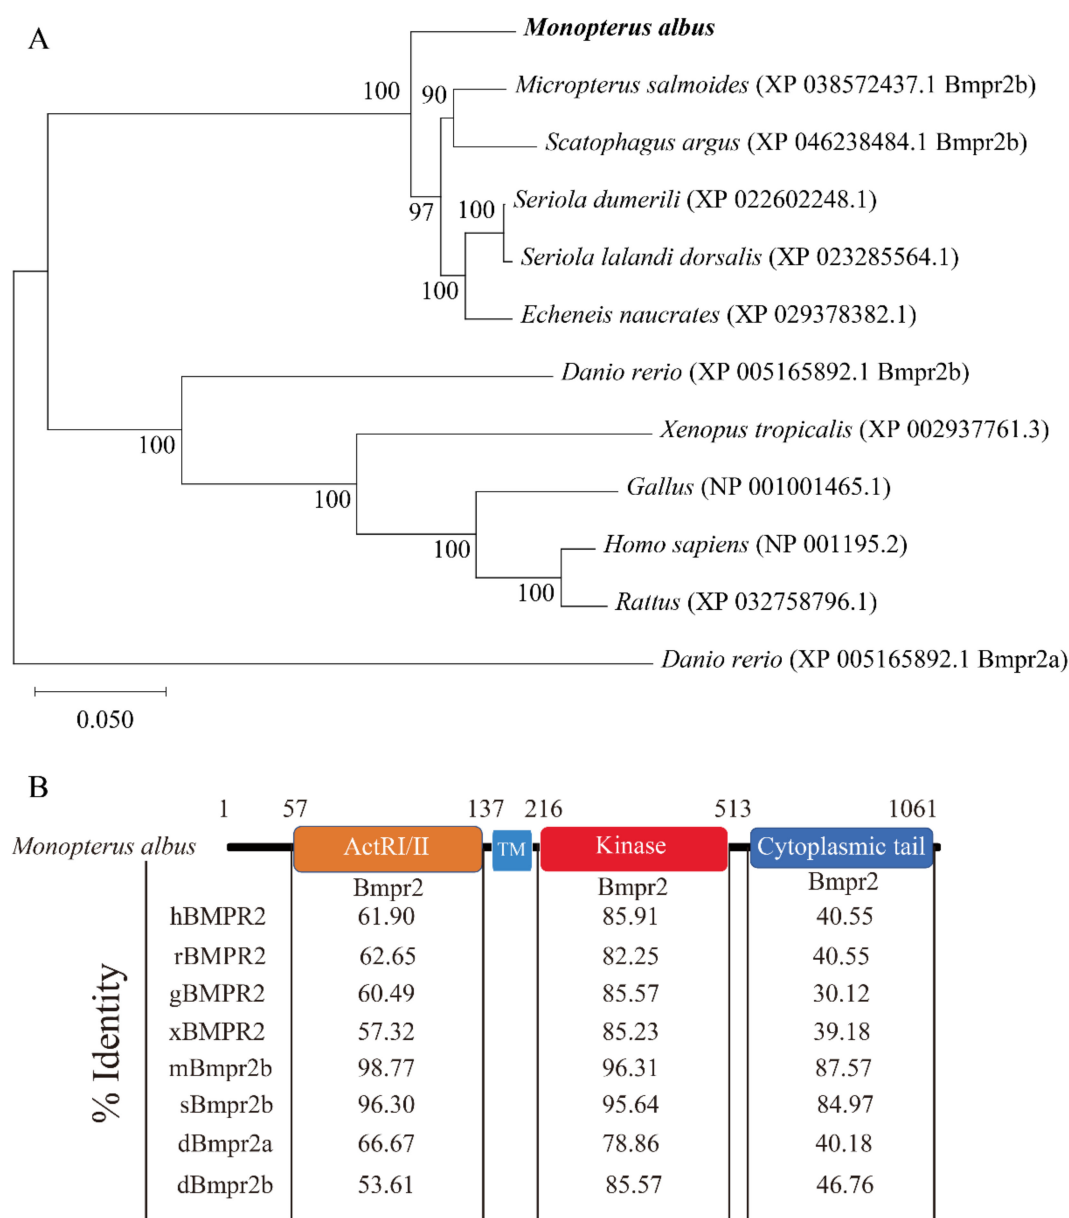 A
Monopterus albus
100
90
Micropterus salmoides (XP 038572437.1 Bmpr2b)
Scatophagus argus (XP 046238484.1 Bmpr2b)
97
100
Seriola dumerili (XP 022602248.1)
Seriola lalandi dorsalis (XP 023285564.1)
100
Echeneis naucrates (XP 029378382.1)
Danio rerio (XP 005165892.1 Bmpr2b)
100
Xenopus tropicalis (XP 002937761.3)
100
Gallus (NP 001001465.1)
100
Homo sapiens (NP 001195.2)
100
Rattus (XP 032758796.1)
Danio rerio (XP 005165892.1 Bmpr2a)
0.050
B
1 57 137 216 513 1061
Monopterus albus ActRI/II TM Kinase Cytoplasmic tail
Bmpr2 Bmpr2 Bmpr2
% Identity
hBMPR2 61.90 85.91 40.55
rBMPR2 62.65 82.25 40.55
gBMPR2 60.49 85.57 30.12
xBMPR2 57.32 85.23 39.18
mBmpr2b 98.77 96.31 87.57
sBmpr2b 96.30 95.64 84.97
dBmpr2a 66.67 78.86 40.18
dBmpr2b 53.61 85.57 46.76